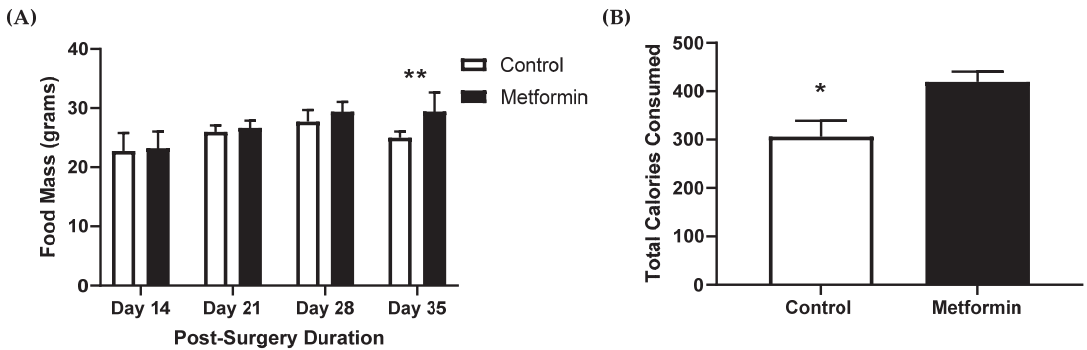 (A)
Food Mass (grams)
40
30
20
10
0
**
Control
Metformin
Day 14 Day 21 Day 28 Day 35
Post-Surgery Duration
(B)
Total Calories Consumed
500
400
300
200
100
0
*
Control Metformin